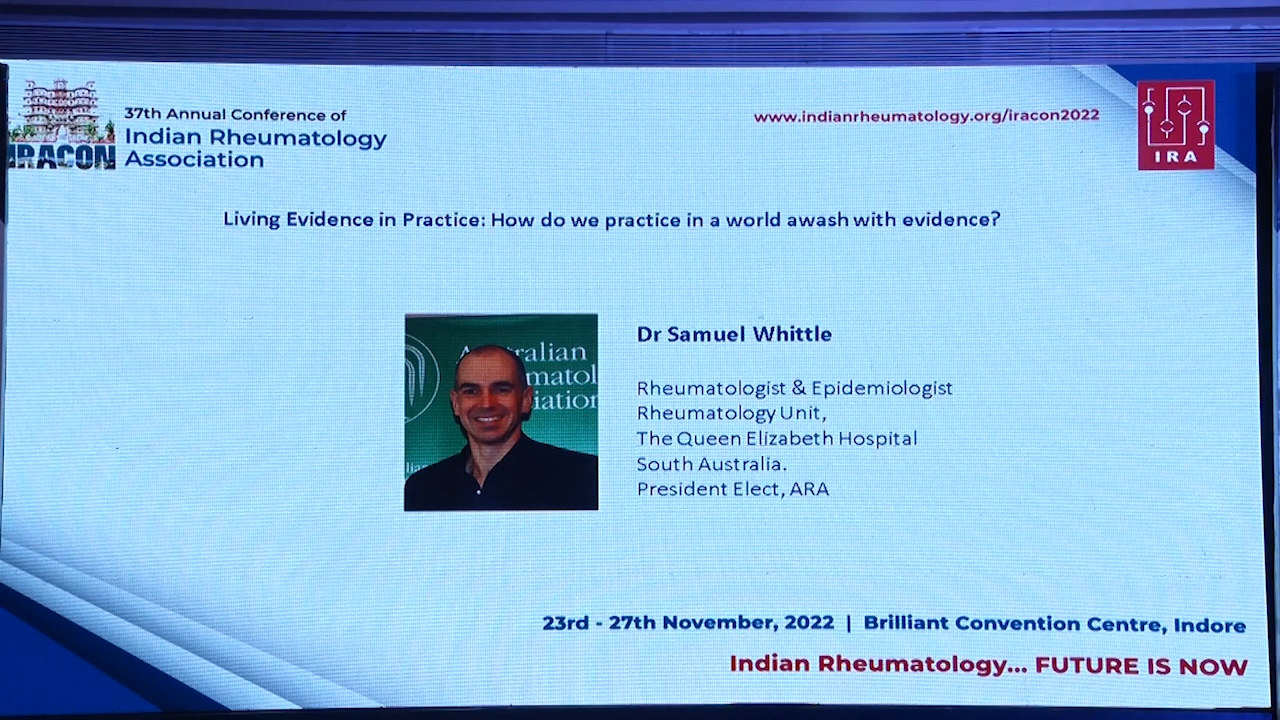 37th Annual Conference of
Indian Rheumatology
Association
IRACON
www.indianrheumatology.org/iracon2022
IRA
Living Evidence in Practice: How do we practice in a world awash with evidence?
Dr Samuel Whittle
Rheumatologist & Epidemiologist
Rheumatology Unit,
The Queen Elizabeth Hospital
South Australia.
President Elect, ARA
23rd - 27th November, 2022 | Brilliant Convention Centre, Indore
Indian Rheumatology... FUTURE IS NOW